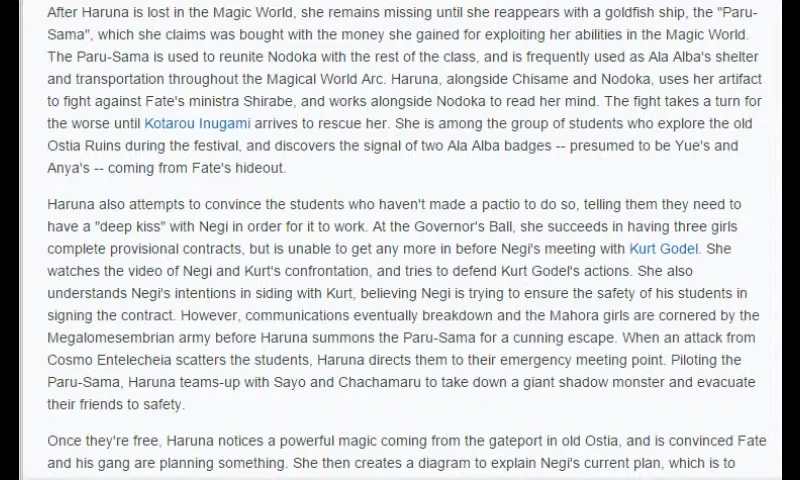 After Haruna is lost in the Magic World, she remains missing until she reappears with a goldfish ship, the "Paru-
Sama", which she claims was bought with the money she gained for exploiting her abilities in the Magic World.
The Paru-Sama is used to reunite Nodoka with the rest of the class, and is frequently used as Ala Alba's shelter
and transportation throughout the Magical World Arc. Haruna, alongside Chisame and Nodoka, uses her artifact
to fight against Fate's ministra Shirabe, and works alongside Nodoka to read her mind. The fight takes a turn for
the worse until Kotarou Inugami arrives to rescue her. She is among the group of students who explore the old
Ostia Ruins during the festival, and discovers the signal of two Ala Alba badges -- presumed to be Yue's and
Anya's -- coming from Fate's hideout.
Haruna also attempts to convince the students who haven't made a pactio to do so, telling them they need to
have a "deep kiss" with Negi in order for it to work. At the Governor's Ball, she succeeds in having three girls
complete provisional contracts, but is unable to get any more in before Negi's meeting with Kurt Godel. She
watches the video of Negi and Kurt's confrontation, and tries to defend Kurt Godel's actions. She also
understands Negi's intentions in siding with Kurt, believing Negi is trying to ensure the safety of his students in
signing the contract. However, communications eventually breakdown and the Mahora girls are cornered by the
Megalomesembrian army before Haruna summons the Paru-Sama for a cunning escape. When an attack from
Cosmo Entelecheia scatters the students, Haruna directs them to their emergency meeting point. Piloting the
Paru-Sama, Haruna teams-up with Sayo and Chachamaru to take down a giant shadow monster and evacuate
their friends to safety.
Once they're free, Haruna notices a powerful magic coming from the gateport in old Ostia, and is convinced Fate
and his gang are planning something. She then creates a diagram to explain Negi's current plan, which is to